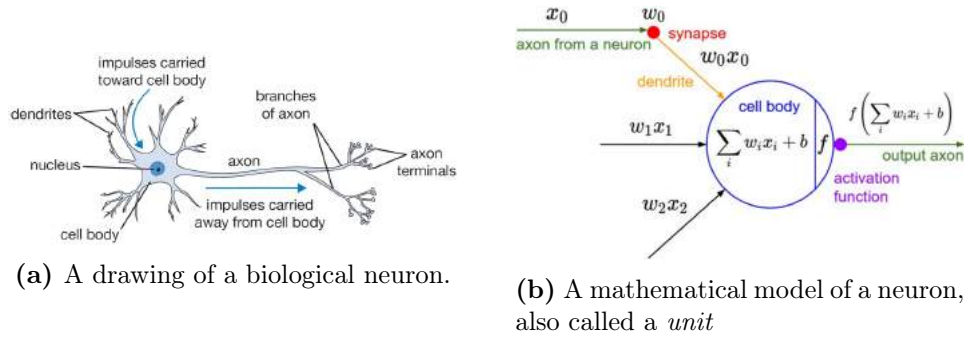 impulses carried
toward cell body
dendrites
nucleus
cell body
axon
impulses carried
away from cell body
branches
of axon
axon
terminals
(a) A drawing of a biological neuron.
x₀
w₀
axon from a neuron
synapse
w₀x₀
dendrite
cell body
w₁x₁
∑ᵢ wᵢxᵢ + b
f
w₂x₂
f(∑ᵢ wᵢxᵢ + b)
output axon
activation
function
(b) A mathematical model of a neuron,
also called a unit